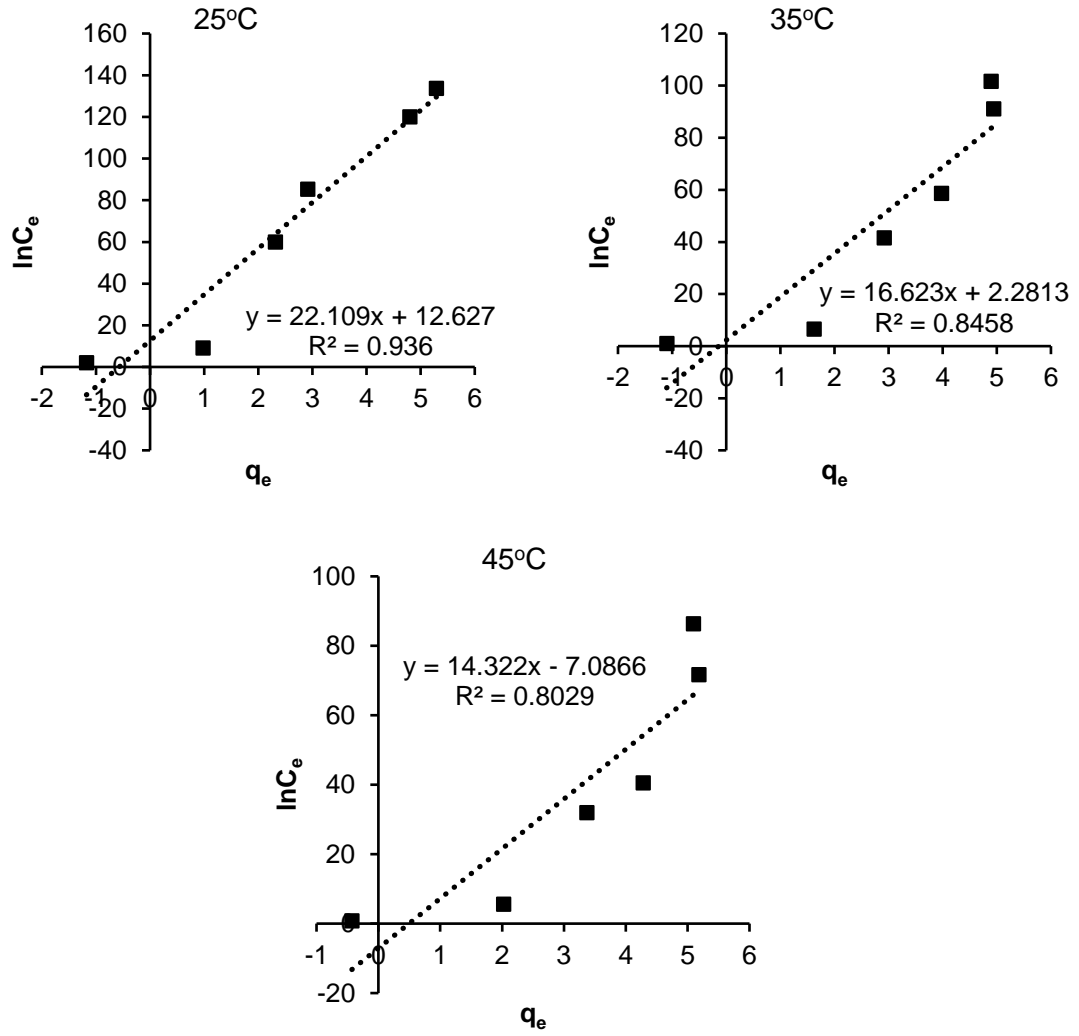 25°C
160
140
120
100
80
60
40
20
0
-20
-40
-2 -1 0 1 2 3 4 5 6
lnCₑ
qₑ
y = 22.109x + 12.627
R² = 0.936
35°C
120
100
80
60
40
20
0
-20
-40
-2 -1 0 1 2 3 4 5 6
lnCₑ
qₑ
y = 16.623x + 2.2813
R² = 0.8458
45°C
100
80
60
40
20
0
-20
-1 0 1 2 3 4 5 6
lnCₑ
qₑ
y = 14.322x - 7.0866
R² = 0.8029